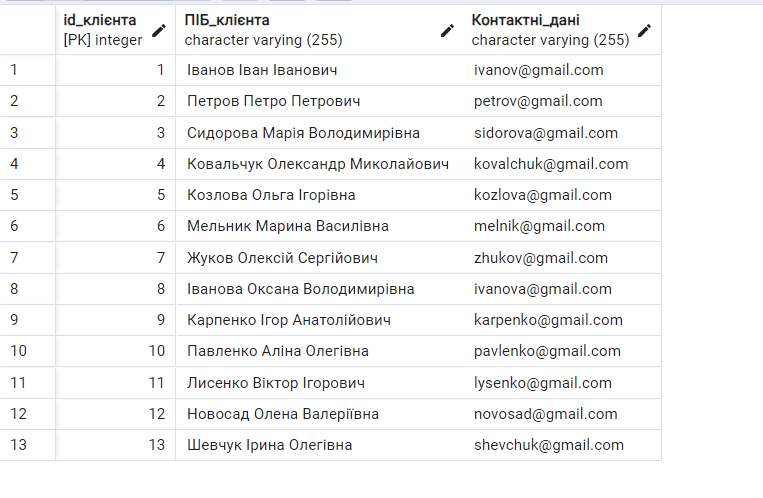 id_клієнта ПІБ_клієнта Контактні_дані
[PK] integer character varying (255) character varying (255)
1 1 Іванов Іван Іванович ivanov@gmail.com
2 2 Петров Петро Петрович petrov@gmail.com
3 3 Сидорова Марія Володимирівна sidorova@gmail.com
4 4 Ковальчук Олександр Миколайович kovalchuk@gmail.com
5 5 Козлова Ольга Ігорівна kozlova@gmail.com
6 6 Мельник Марина Василівна melnik@gmail.com
7 7 Жуков Олексій Сергійович zhukov@gmail.com
8 8 Іванова Оксана Володимирівна ivanova@gmail.com
9 9 Карпенко Ігор Анатолійович karpenko@gmail.com
10 10 Павленко Аліна Олегівна pavlenko@gmail.com
11 11 Лисенко Віктор Ігорович lysenko@gmail.com
12 12 Новосад Олена Валеріївна novosad@gmail.com
13 13 Шевчук Ірина Олегівна shevchuk@gmail.com